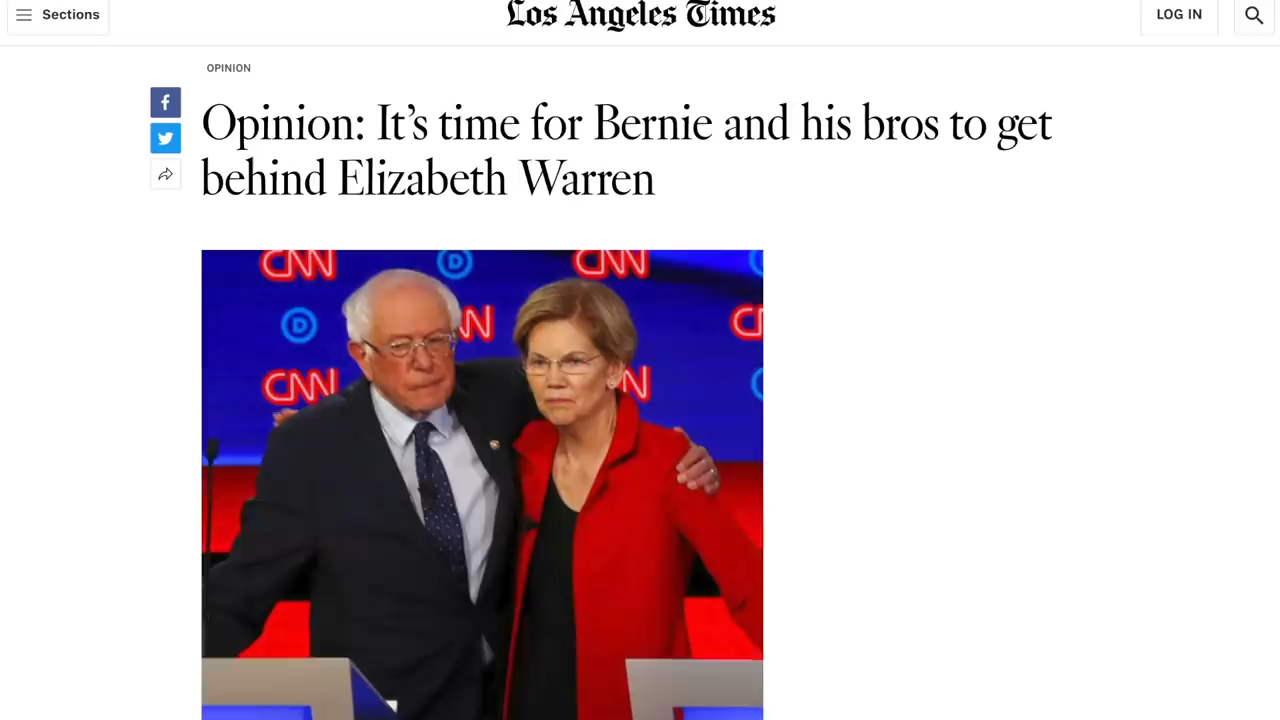 Sections
Los Angeles Times
LOG IN
OPINION
Opinion: It's time for Bernie and his bros to get
behind Elizabeth Warren
CNN
D
CNN
D
NN
C
CNN
N